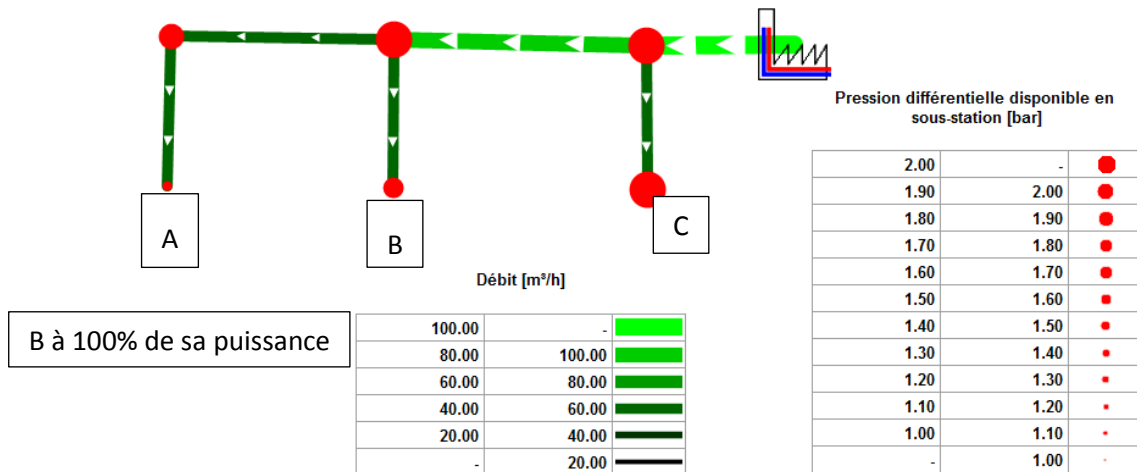 Pression différentielle disponible en
sous-station [bar]
A
B
C
2.00 -
1.90 2.00
1.80 1.90
1.70 1.80
1.60 1.70
1.50 1.60
1.40 1.50
1.30 1.40
1.20 1.30
1.10 1.20
1.00 1.10
- 1.00
Débit [m³/h]
B à 100% de sa puissance
100.00 -
80.00 100.00
60.00 80.00
40.00 60.00
20.00 40.00
- 20.00